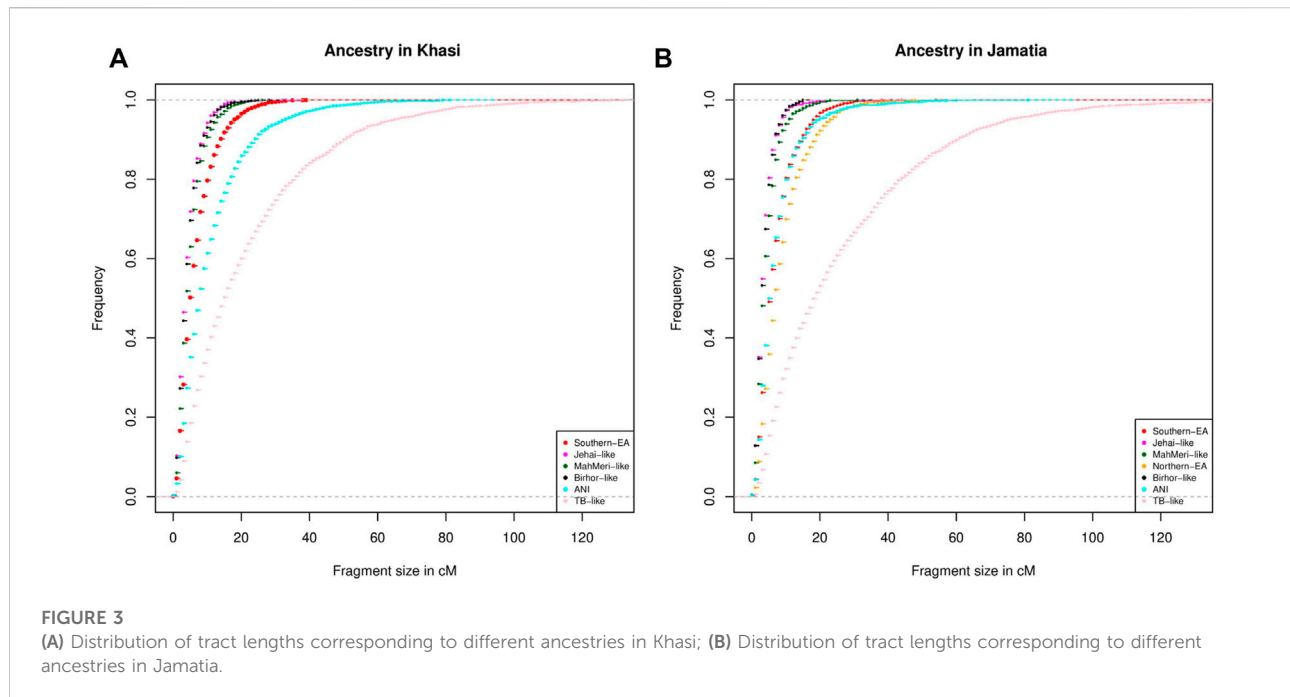 A
Ancestry in Khasi
Frequency
1.0
0.8
0.6
0.4
0.2
0.0
Southern-EA
Jehai-like
MahMeri-like
Birhor-like
ANI
TB-like
0 20 40 60 80 100 120
Fragment size in cM
B
Ancestry in Jamatia
Frequency
1.0
0.8
0.6
0.4
0.2
0.0
Southern-EA
Jehai-like
MahMeri-like
Northern-EA
Birhor-like
ANI
TB-like
0 20 40 60 80 100 120
Fragment size in cM
FIGURE 3
(A) Distribution of tract lengths corresponding to different ancestries in Khasi; (B) Distribution of tract lengths corresponding to different
ancestries in Jamatia.